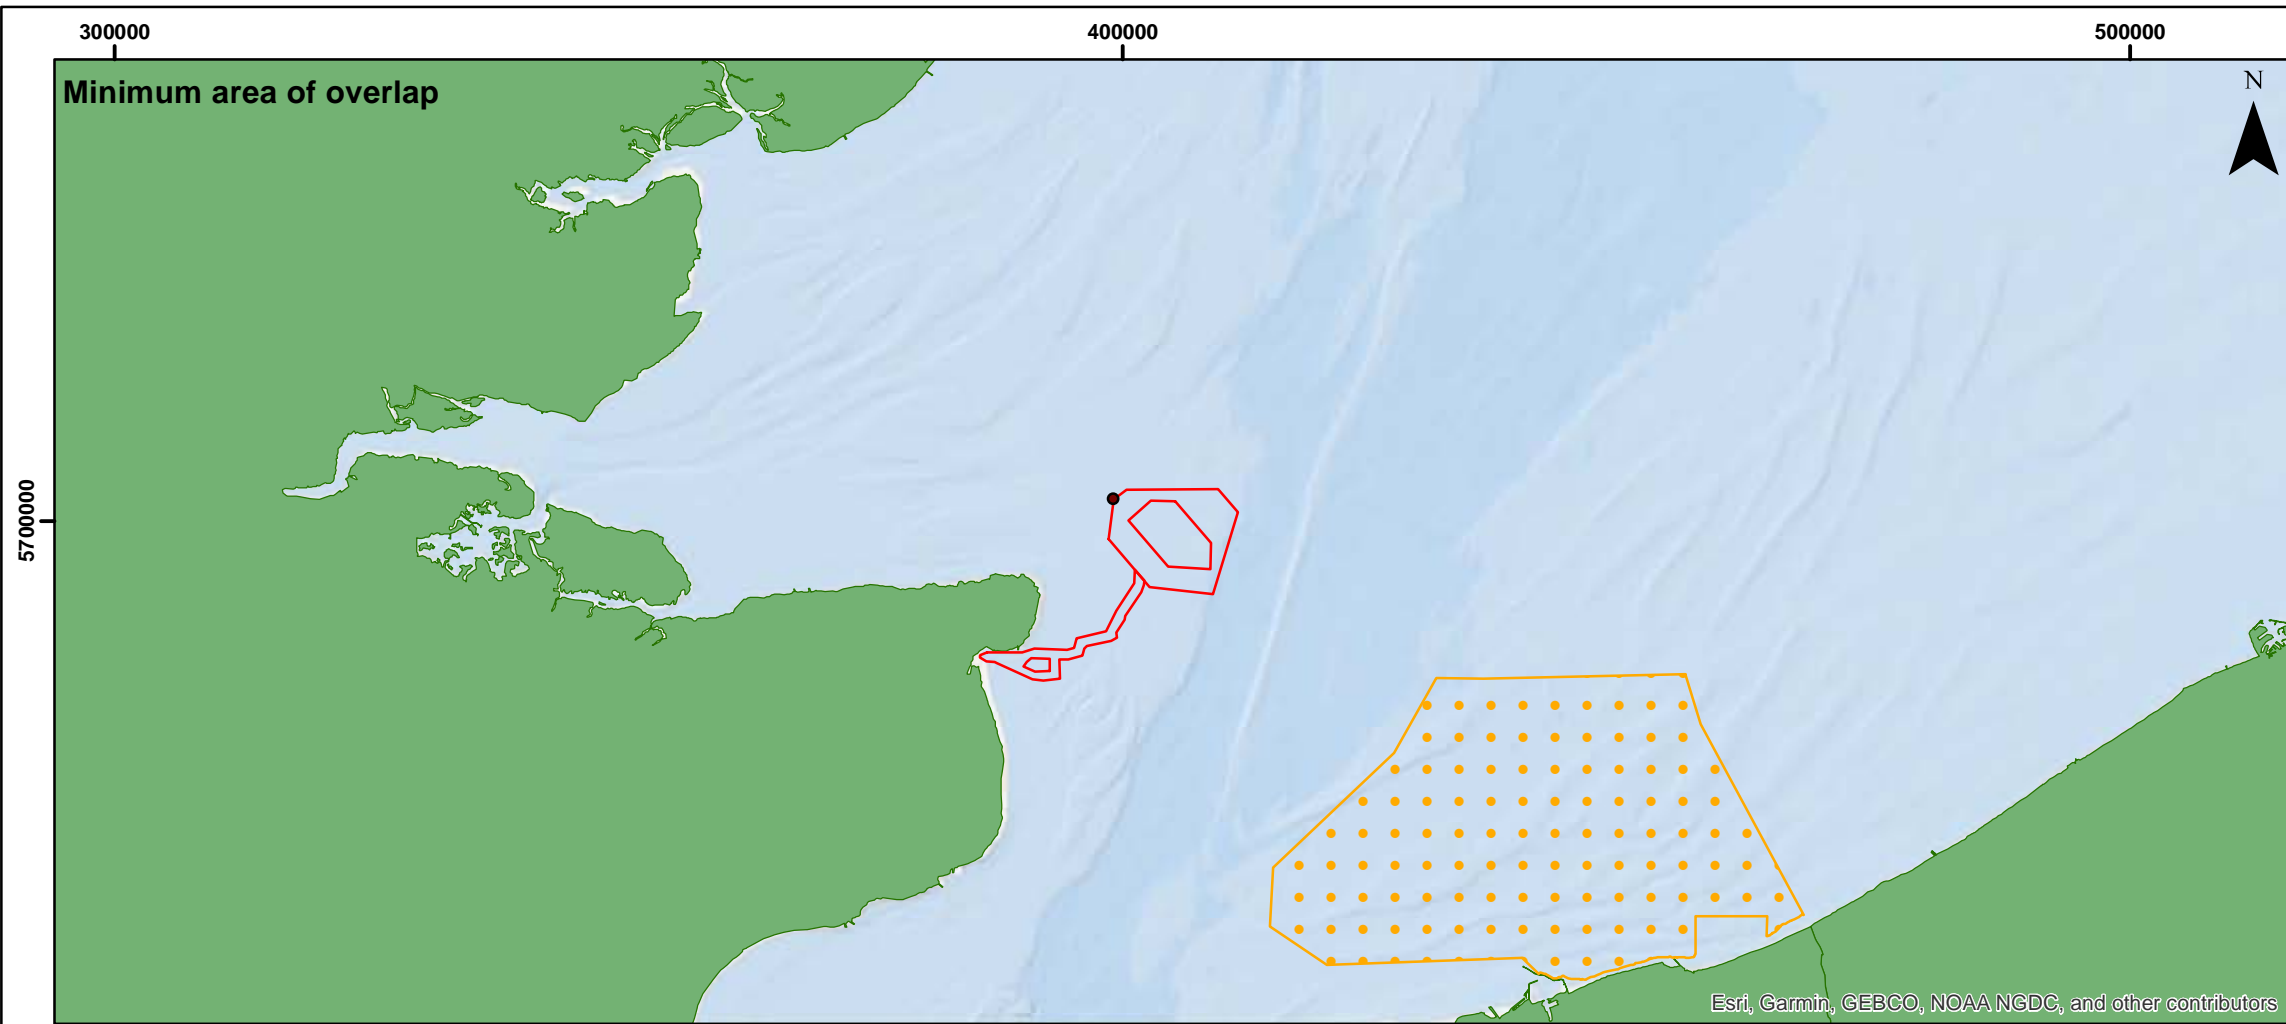 300000
400000
500000
Minimum area of overlap
N
5700000
Esri, Garmin, GEBCO, NOAA NGDC, and other contributors